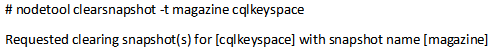 # nodetool clearsnapshot -t magazine cqlkeyspace
Requested clearing snapshot(s) for [cqlkeyspace] with snapshot name [magazine]